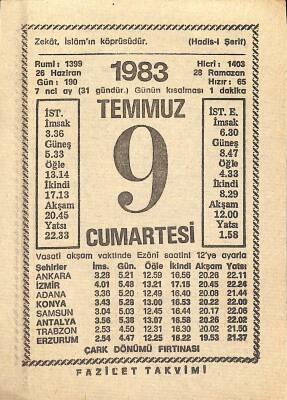 Zekât, İslâm'ın köprüsüdür. (Hadis-i Şerif)
Rumi : 1399 1983 Hicri : 1403
26 Haziran 28 Ramazan
Gün : 190 Hızır : 65
7 nci ay (31 gündür.) Günün kısalması 1 dakika
TEMMUZ
9
CUMARTESİ
İST.
İmsak
3.36
Güneş
5.33
Öğle
13.14
İkindi
17.13
Akşam
20.45
Yatsı
22.33
İST. E.
İmsak
6.30
Güneş
8.47
Öğle
4.33
İkindi
8.39
Akşam
12.00
Yatsı
1.58
Vasati akşam vaktinde Ezâni saatini 12'ye ayarla
Şehirler İms. Gün. Öğle İkindi Akşam Yatsı
ANKARA 3.28 5.21 12.59 16.56 20.26 22.11
İZMİR 4.01 5.48 13.21 17.15 20.45 22.24
ADANA 3.36 5.20 12.49 16.40 20.08 21.44
KONYA 3.43 5.28 13.00 16.53 20.22 22.00
SAMSUN 3.04 5.03 12.45 16.46 20.17 22.09
ANTALYA 3.56 5.38 13.07 16.58 20.26 22.02
TRABZON 2.53 4.50 12.31 16.30 20.02 21.50
ERZURUM 2.54 4.47 12.25 16.22 19.53 21.37
ÇARK DÖNÜMÜ FIRTINASI
FAZİLET TAKVİMİ